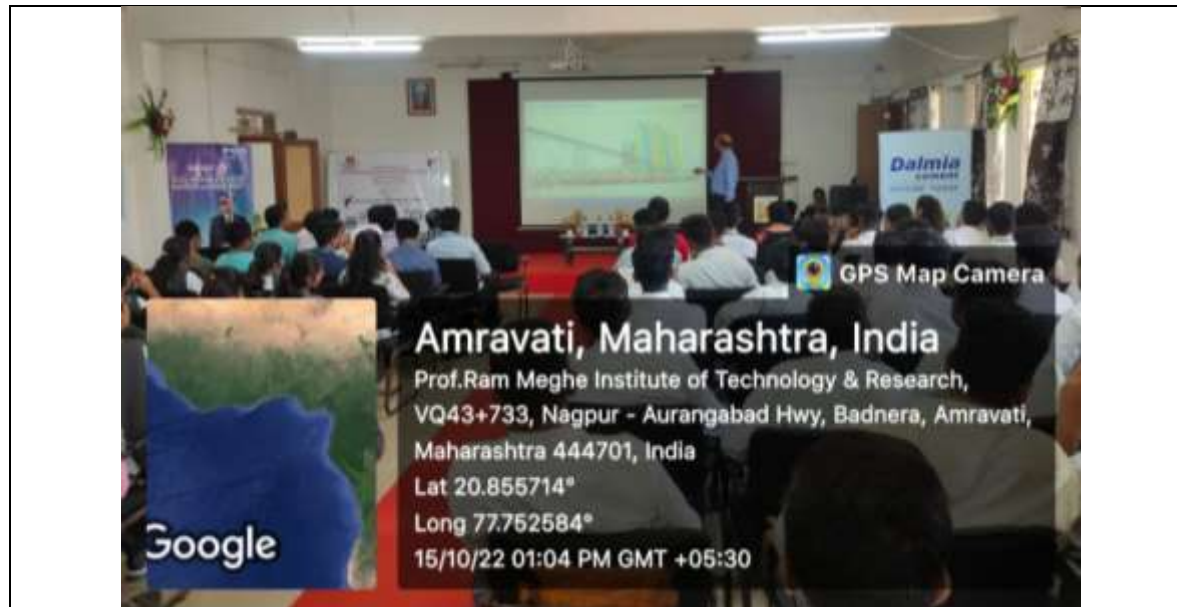 Dalmia
cement
GPS Map Camera
Amravati, Maharashtra, India
Prof.Ram Meghe Institute of Technology & Research,
VQ43+733, Nagpur - Aurangabad Hwy, Badnera, Amravati,
Maharashtra 444701, India
Lat 20.855714°
Long 77.752584°
15/10/22 01:04 PM GMT +05:30
Google